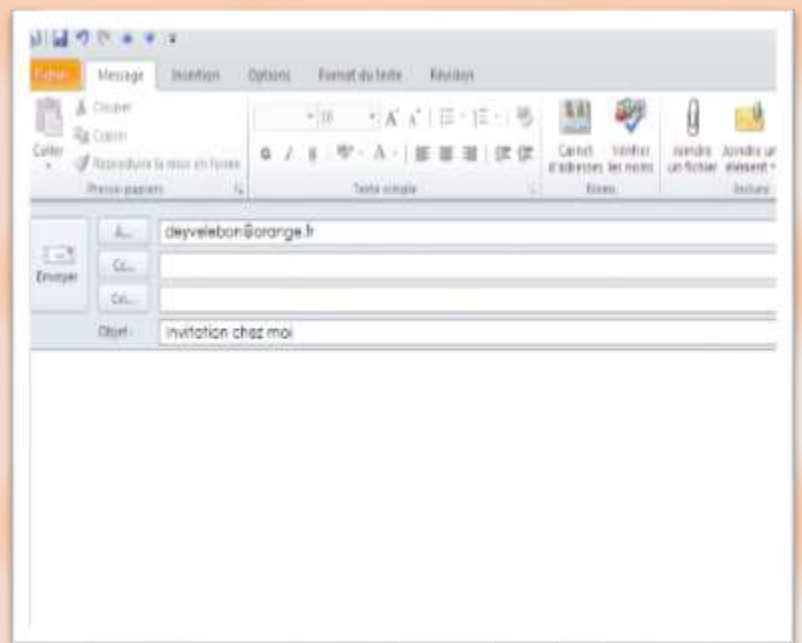 Fichier Message Insertion Options Format du texte Révision
Couper
Copier
Coller
Reproduire la mise en forme
Presse-papiers
10
G I S
Texte simple
Carnet d'adresses
Vérifier les noms
Noms
Joindre un fichier
Joindre un élément
Inclure
Envoyer
À...
deyvelebon@orange.fr
Cc...
Cci...
Objet :
Invitation chez moi